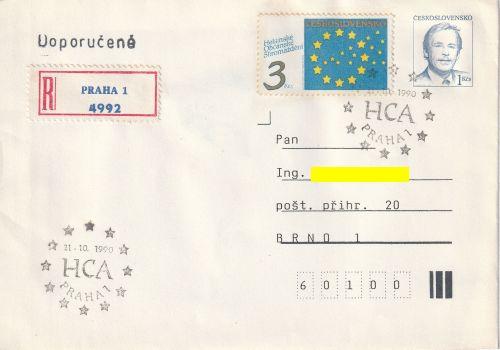 Doporučeně
R
PRAHA 1
4992
Helsinské
Občanské
Shromáždění
3 Kčs
ČESKOSLOVENSKO
ČESKOSLOVENSKO
1 Kčs
1990
HCA
PRAHA 1
Pan
Ing.
pošt. přihr. 20
BRNO 1
60100
21.-10. 1990
HCA
PRAHA 1